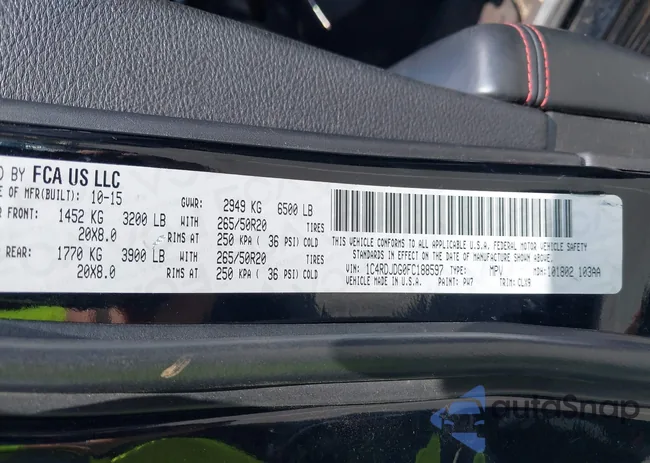 D BY FCA US LLC
E OF MFR(BUILT): 10-15 GVWR: 2949 KG 6500 LB
FRONT: 1452 KG 3200 LB WITH 265/50R20 TIRES
20X8.0 RIMS AT 250 KPA ( 36 PSI) COLD
REAR: 1770 KG 3900 LB WITH 265/50R20 TIRES
20X8.0 RIMS AT 250 KPA ( 36 PSI) COLD
THIS VEHICLE CONFORMS TO ALL APPLICABLE U.S.A. FEDERAL MOTOR VEHICLE SAFETY
STANDARDS IN EFFECT ON THE DATE OF MANUFACTURE SHOWN ABOVE.
VIN: 1C4RDJDG0FC188597 TYPE: MPV MDH: 101802 103AA
VEHICLE MADE IN U.S.A. PAINT: PW7 TRIM: CLX9
autoSnap